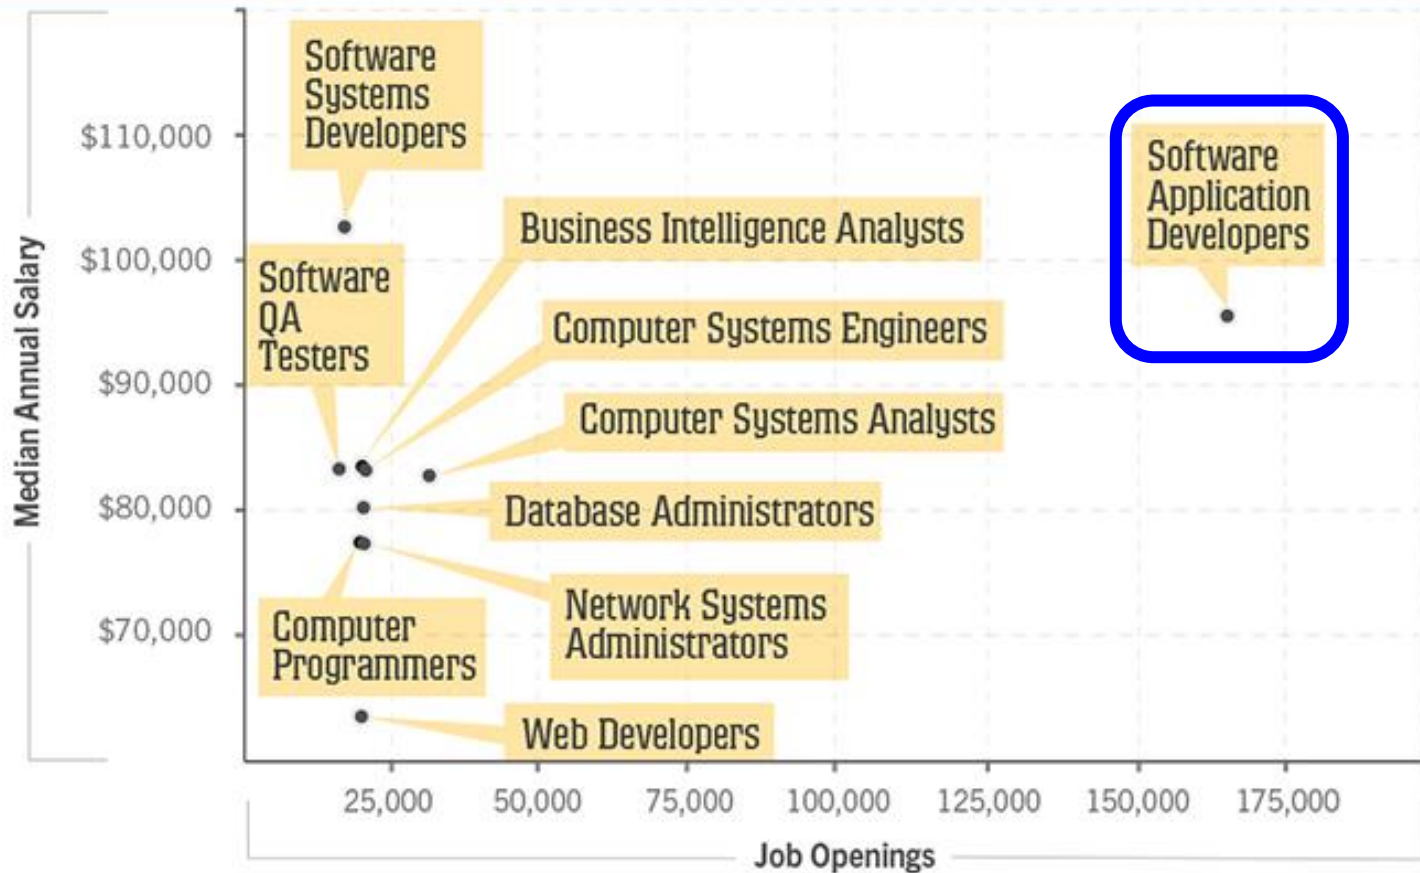 Software
Systems
Developers
$110,000
Software
Application
Developers
Business Intelligence Analysts
$100,000
Software
QA
Testers
Computer Systems Engineers
$90,000
Computer Systems Analysts
Median Annual Salary
$80,000
Database Administrators
Network Systems
Administrators
$70,000
Computer
Programmers
Web Developers
25,000 50,000 75,000 100,000 125,000 150,000 175,000
Job Openings